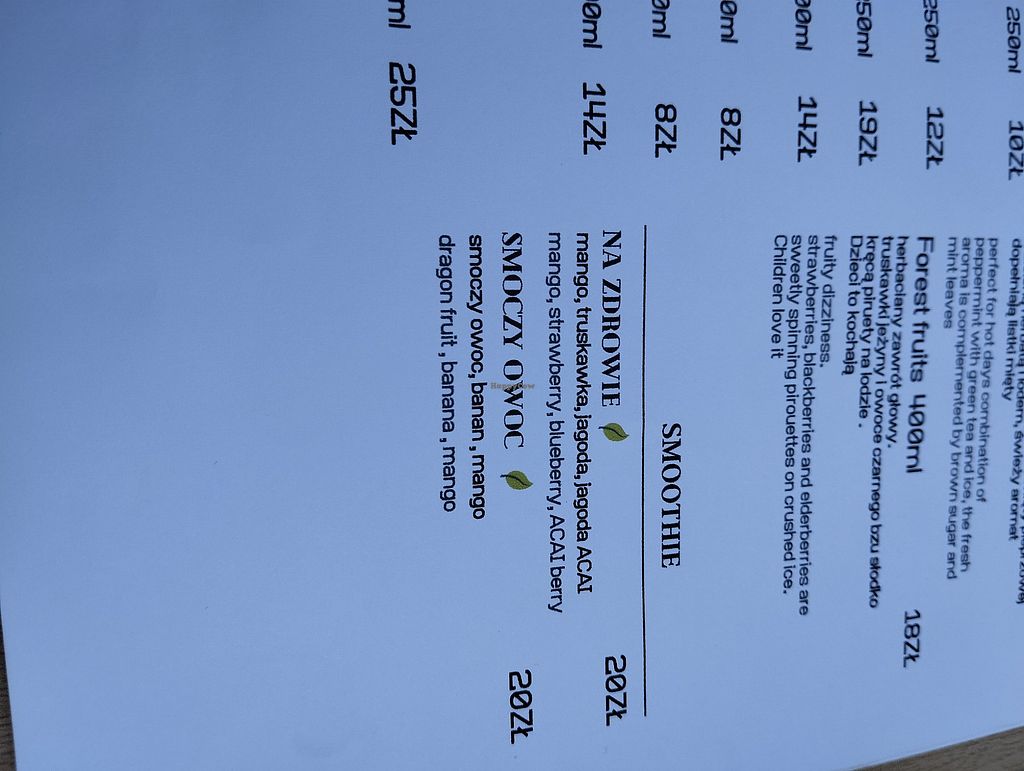 250ml 10ZŁ
250ml 12ZŁ
50ml 19ZŁ
00ml 14ZŁ
0ml 8ZŁ
0ml 8ZŁ
00ml 14ZŁ
ml 25ZŁ
dopełniają listki mięty
perfect for hot days combination of
peppermint with green tea and ice, the fresh
aroma is complemented by brown sugar and
mint leaves
Forest fruits 400ml 18ZŁ
herbaciany zawrót głowy.
truskawki jeżyny i owoce czarnego bzu słodko
kręcą piruety na lodzie .
Dzieci to kochają
fruity dizziness.
strawberries, blackberries and elderberries are
sweetly spinning pirouettes on crushed ice.
Children love it
SMOOTHIE
NA ZDROWIE 20ZŁ
mango, truskawka, jagoda, jagoda ACAI
mango, strawberry, blueberry, ACAI berry
SMOCZY OWOC 20ZŁ
smoczy owoc, banan , mango
dragon fruit , banana , mango
HappyCow